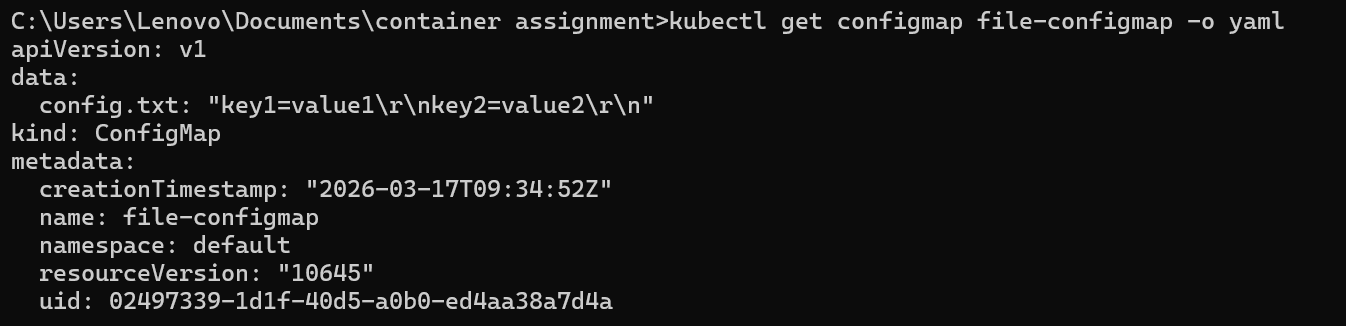 C:\Users\Lenovo\Documents\container assignment>kubectl get configmap file-configmap -o yaml
apiVersion: v1
data:
  config.txt: "key1=value1\r\nkey2=value2\r\n"
kind: ConfigMap
metadata:
  creationTimestamp: "2026-03-17T09:34:52Z"
  name: file-configmap
  namespace: default
  resourceVersion: "10645"
  uid: 02497339-1d1f-40d5-a0b0-ed4aa38a7d4a